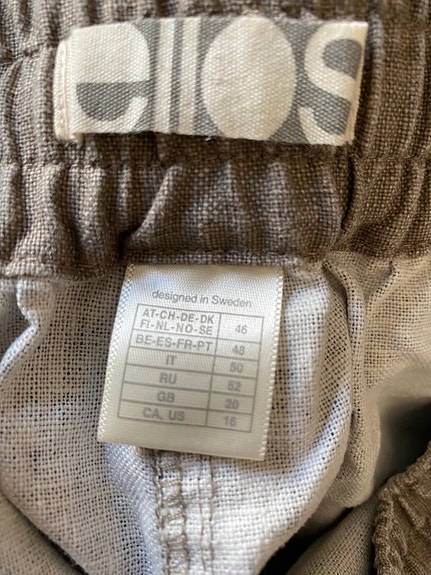 ellos
designed in Sweden
AT-CH-DE-DK
FI-NL-NO-SE 46
BE-ES-FR-PT 48
IT 50
RU 52
GB 20
CA. US 16